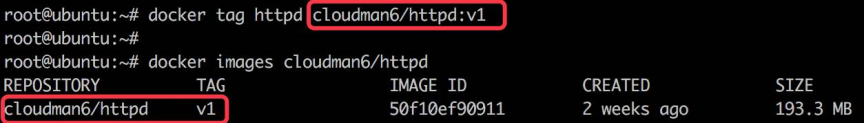 root@ubuntu:~# docker tag httpd cloudman6/httpd:v1
root@ubuntu:~#
root@ubuntu:~# docker images cloudman6/httpd
REPOSITORY TAG IMAGE ID CREATED SIZE
cloudman6/httpd v1 50f10ef90911 2 weeks ago 193.3 MB